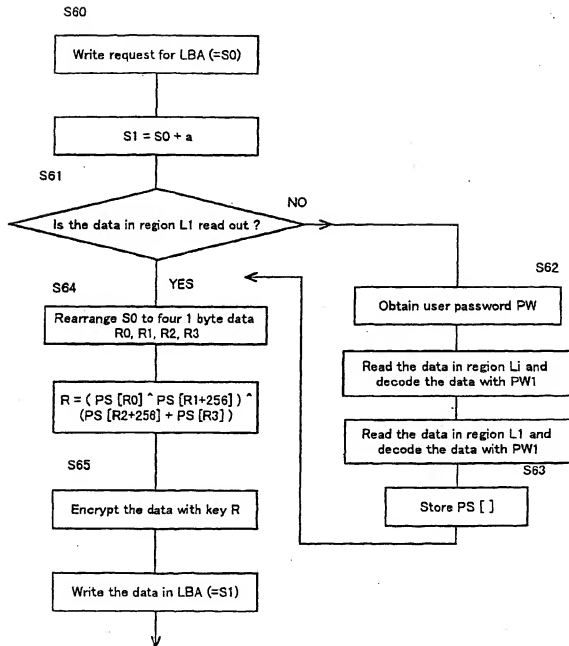 S60
Write request for LBA (=S0)
S1 = S0 + a
S61
Is the data in region L1 read out ?
NO
YES
S62
Obtain user password PW
Read the data in region Li and
decode the data with PW1
Read the data in region L1 and
decode the data with PW1
S63
Store PS [ ]
S64
Rearrange S0 to four 1 byte data
R0, R1, R2, R3
R = ( PS [R0] ^ PS [R1+256] ) ^
(PS [R2+256] + PS [R3] )
S65
Encrypt the data with key R
Write the data in LBA (=S1)